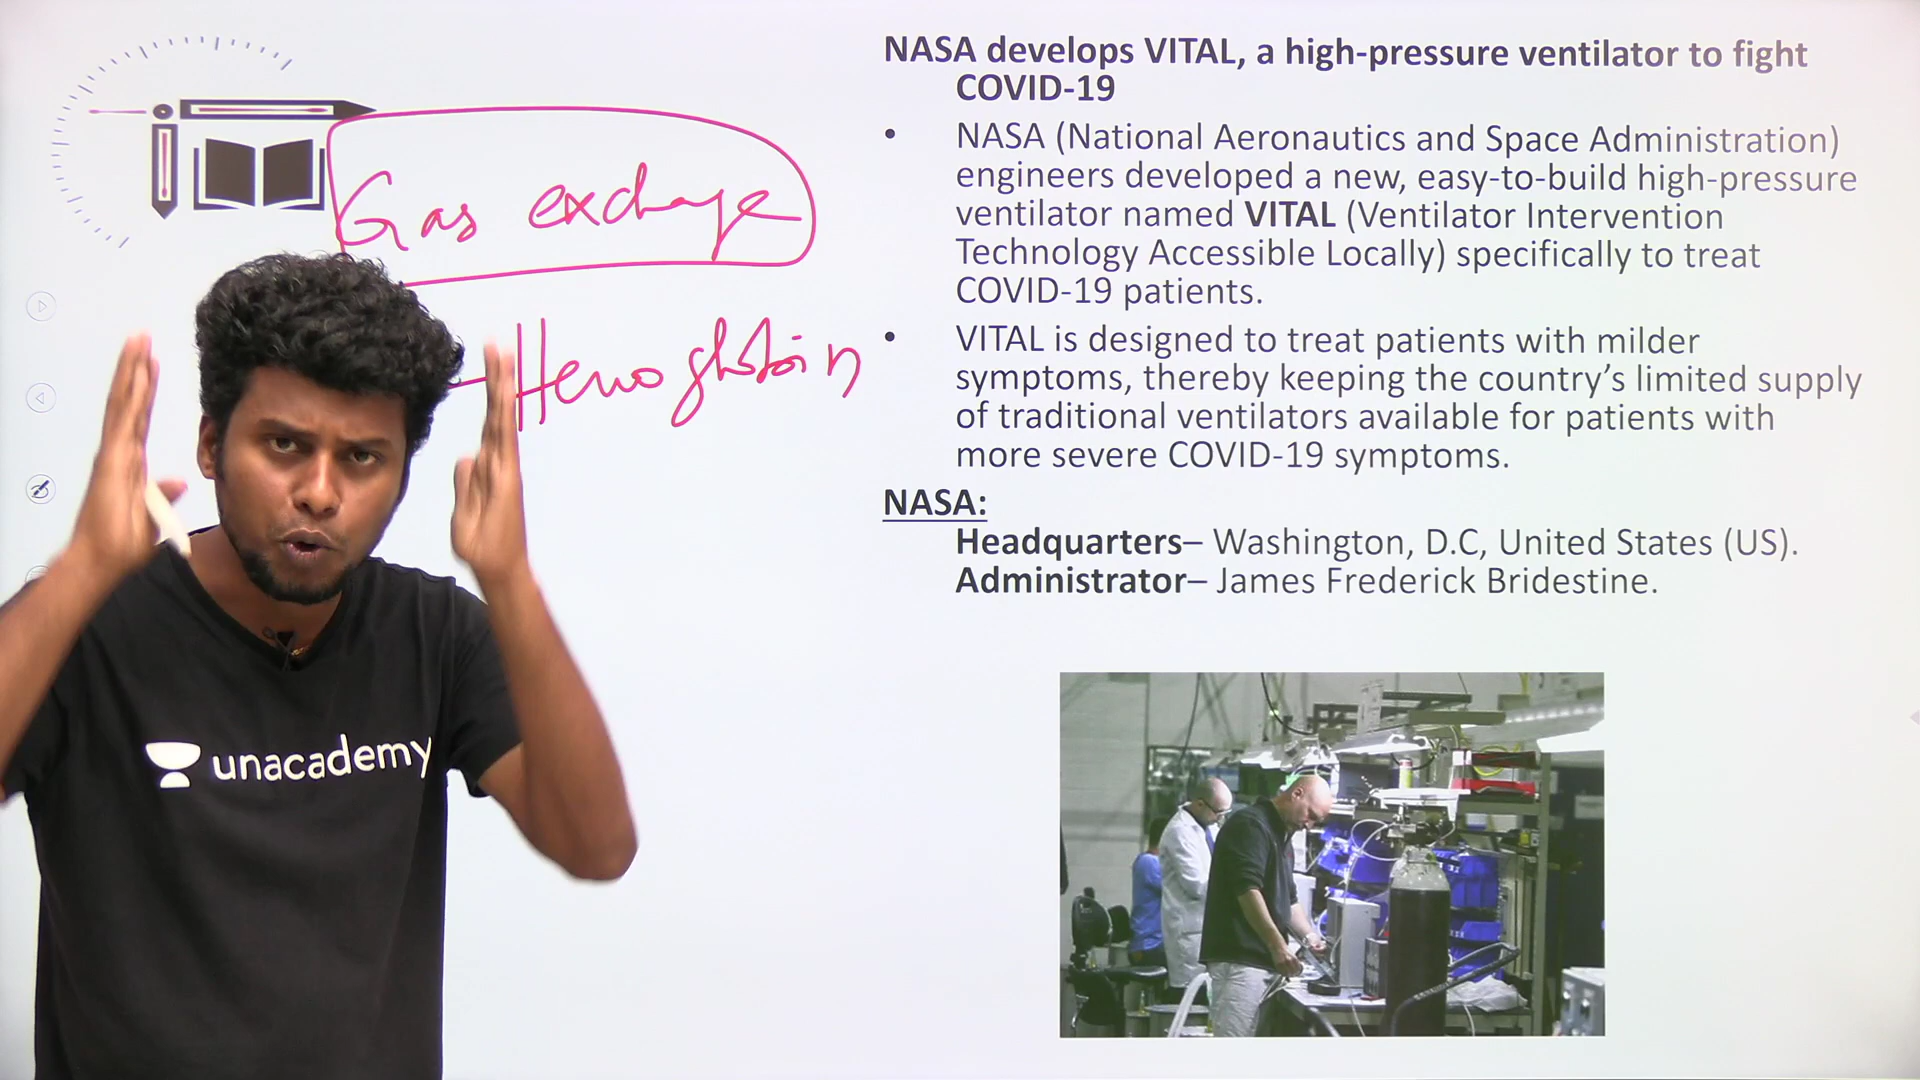 NASA develops VITAL, a high-pressure ventilator to fight
COVID-19
• NASA (National Aeronautics and Space Administration)
engineers developed a new, easy-to-build high-pressure
ventilator named VITAL (Ventilator Intervention
Technology Accessible Locally) specifically to treat
COVID-19 patients.
• VITAL is designed to treat patients with milder
symptoms, thereby keeping the country’s limited supply
of traditional ventilators available for patients with
more severe COVID-19 symptoms.
NASA:
Headquarters– Washington, D.C, United States (US).
Administrator– James Frederick Bridestine.
Gas exchange
Hemoglobin
unacademy